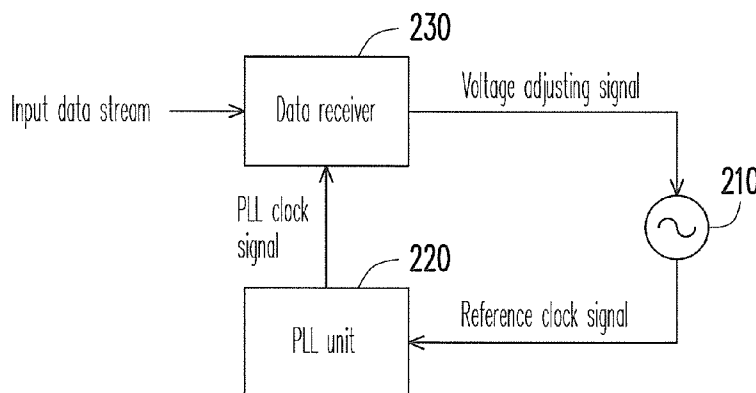 230
Input data stream
Data receiver
Voltage adjusting signal
210
PLL clock
signal
220
Reference clock signal
PLL unit